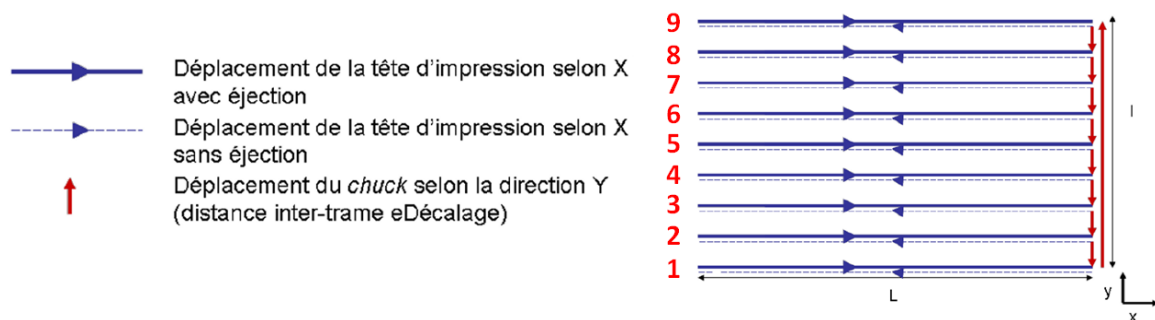 Déplacement de la tête d'impression selon X
avec éjection
Déplacement de la tête d'impression selon X
sans éjection
Déplacement du chuck selon la direction Y
(distance inter-trame eDécalage)
9
8
7
6
5
4
3
2
1
l
L
y
x